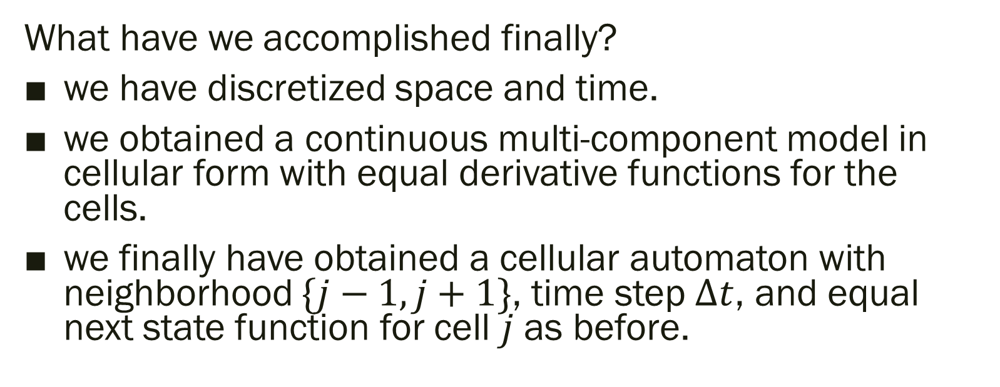 What have we accomplished finally?
■ we have discretized space and time.
■ we obtained a continuous multi-component model in
cellular form with equal derivative functions for the
cells.
■ we finally have obtained a cellular automaton with
neighborhood {j − 1, j + 1}, time step Δt, and equal
next state function for cell j as before.